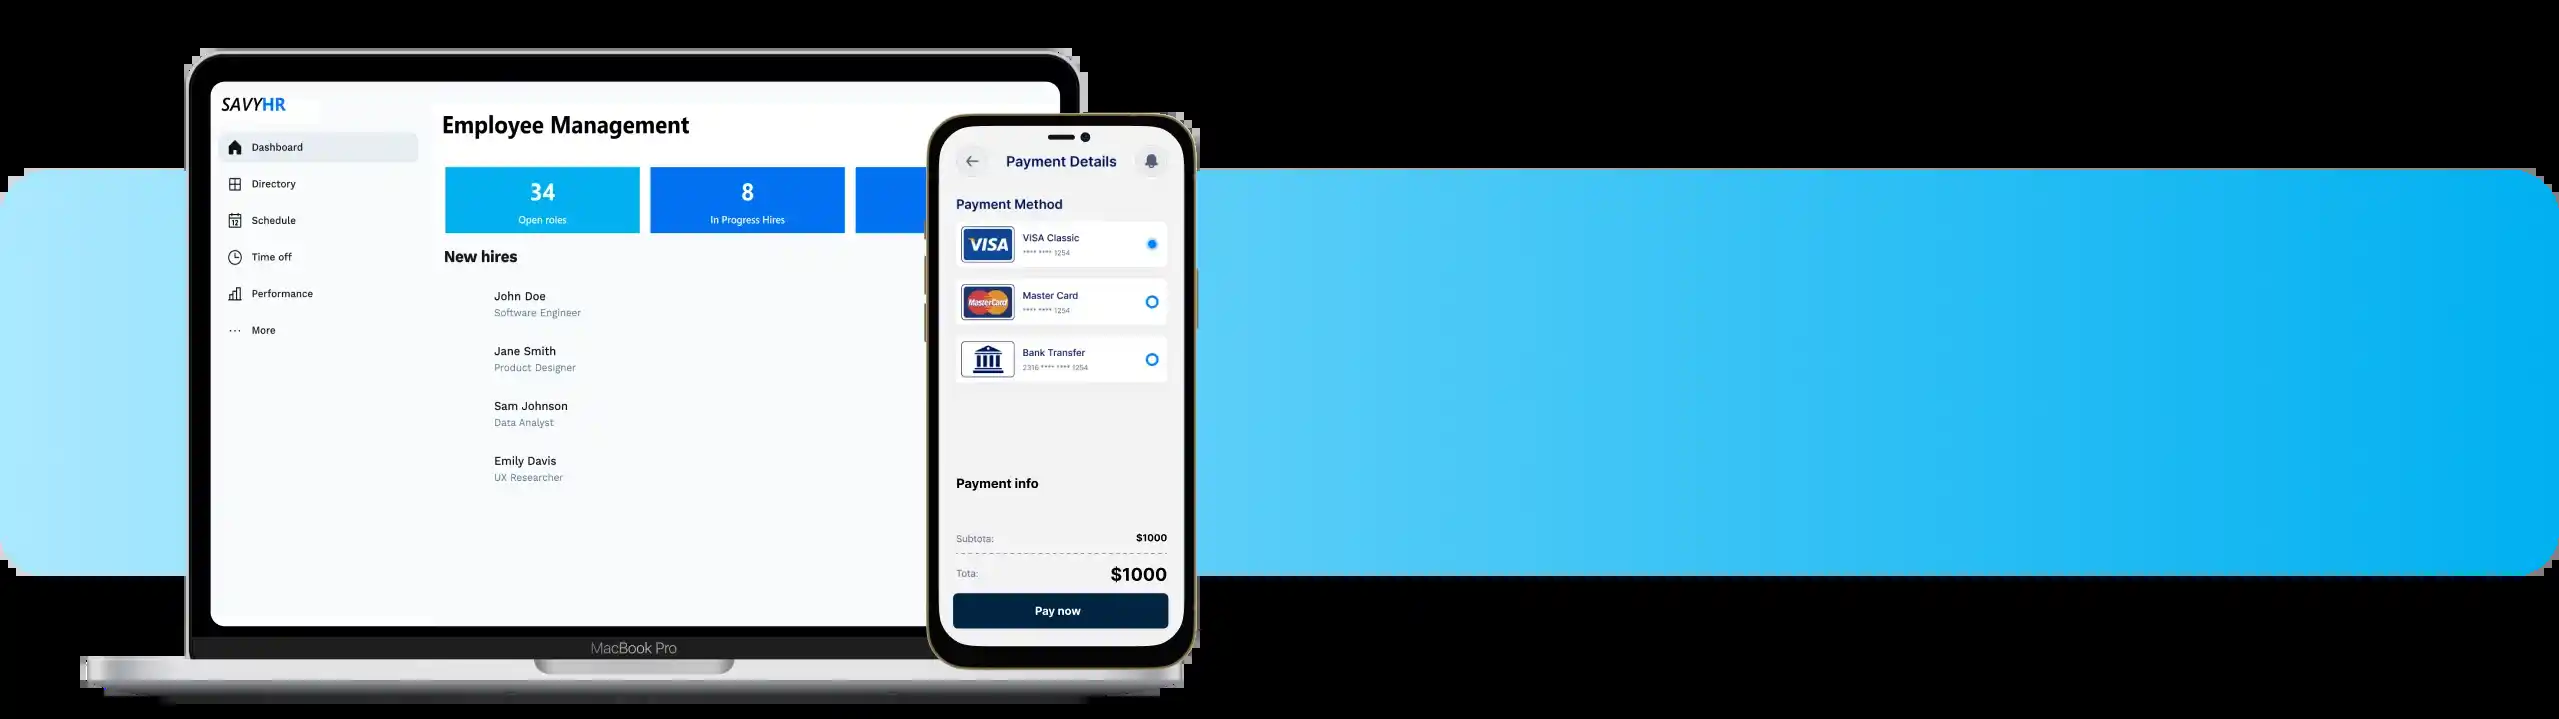 SAVYHR
Dashboard
Directory
Schedule
12
Time off
Performance
More
Employee Management
34
Open roles
8
In Progress Hires
New hires
John Doe
Software Engineer
Jane Smith
Product Designer
Sam Johnson
Data Analyst
Emily Davis
UX Researcher
MacBook Pro
Payment Details
Payment Method
VISA
VISA Classic
**** **** 1254
MasterCard
Master Card
**** **** 1254
Bank Transfer
2316 **** **** 1254
Payment info
Subtota:
$1000
Tota:
$1000
Pay now